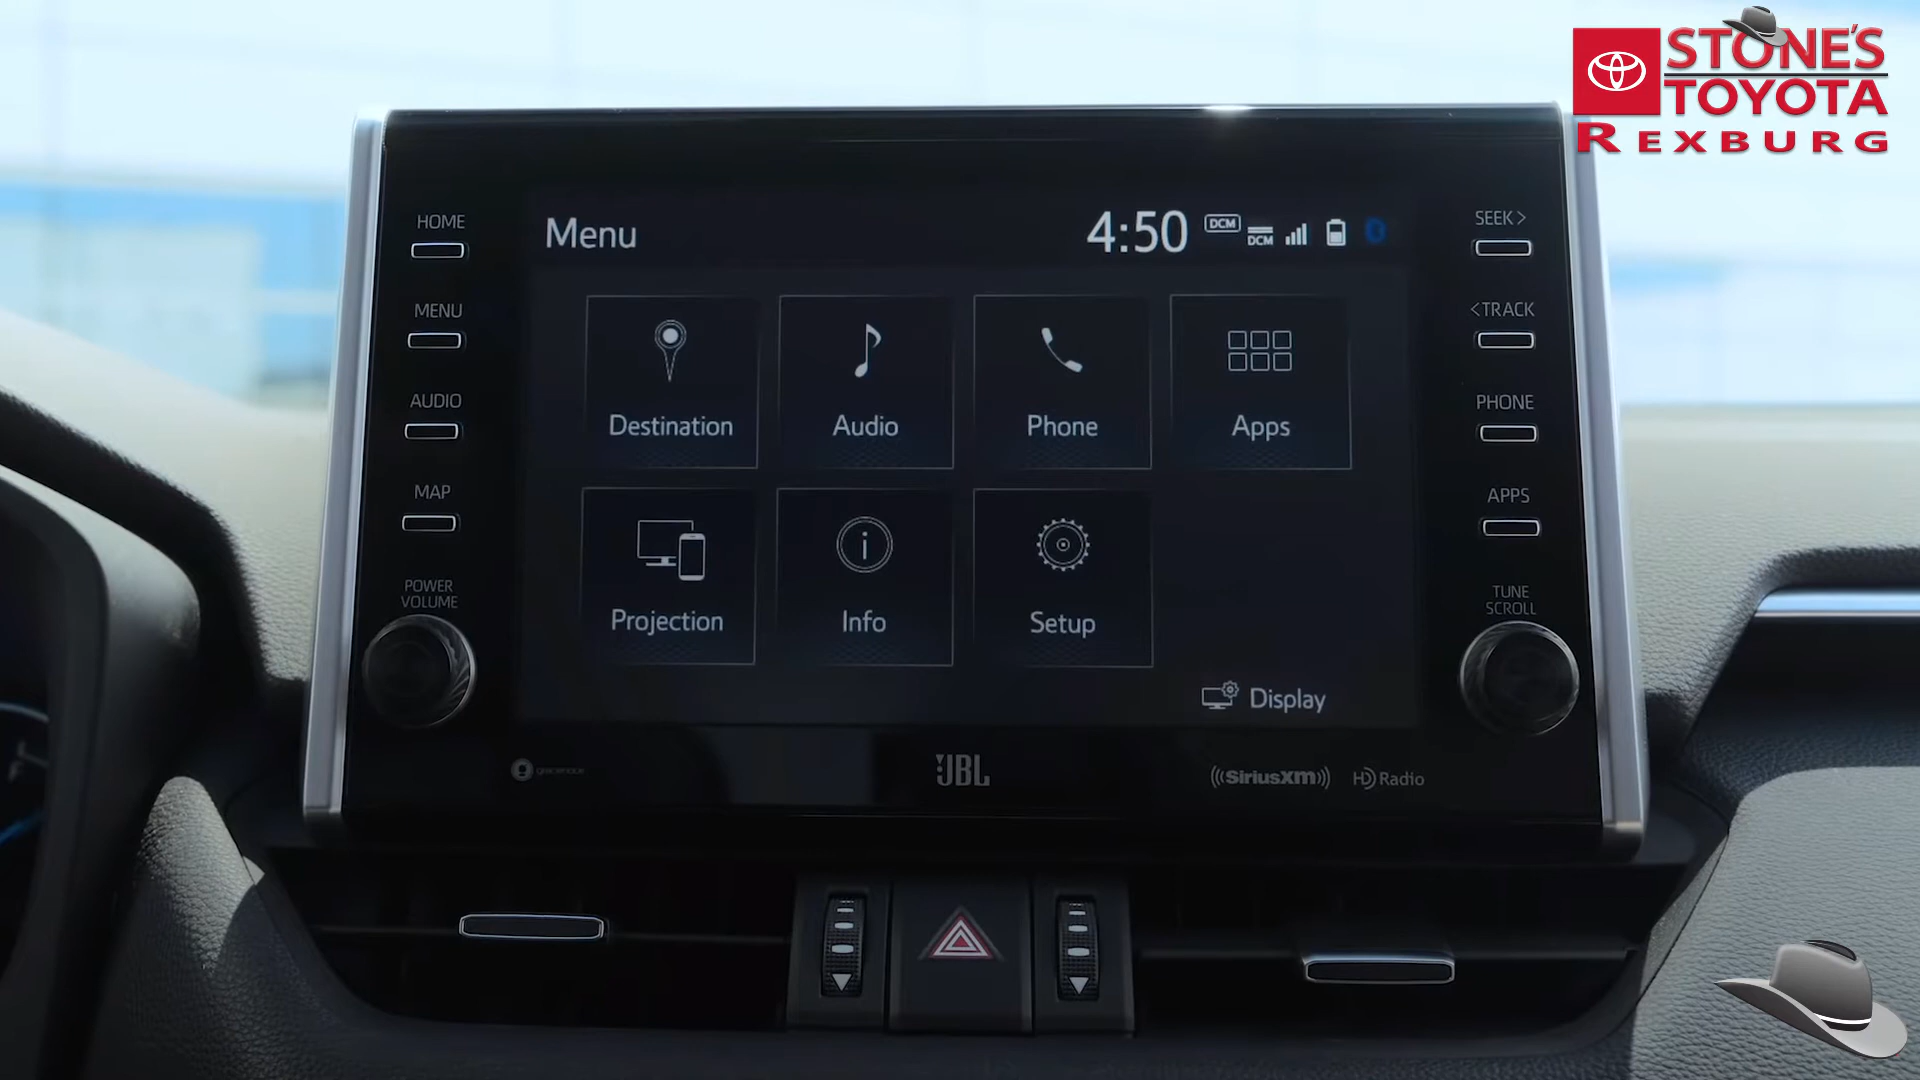 STONE'S
TOYOTA
REXBURG
HOME
MENU
AUDIO
MAP
POWER
VOLUME
Menu
4:50
DCM
DCM
Destination
Audio
Phone
Apps
Projection
Info
Setup
Display
SEEK>
<TRACK
PHONE
APPS
TUNE
SCROLL
gracenote
JBL
((SiriusXM))
HD Radio